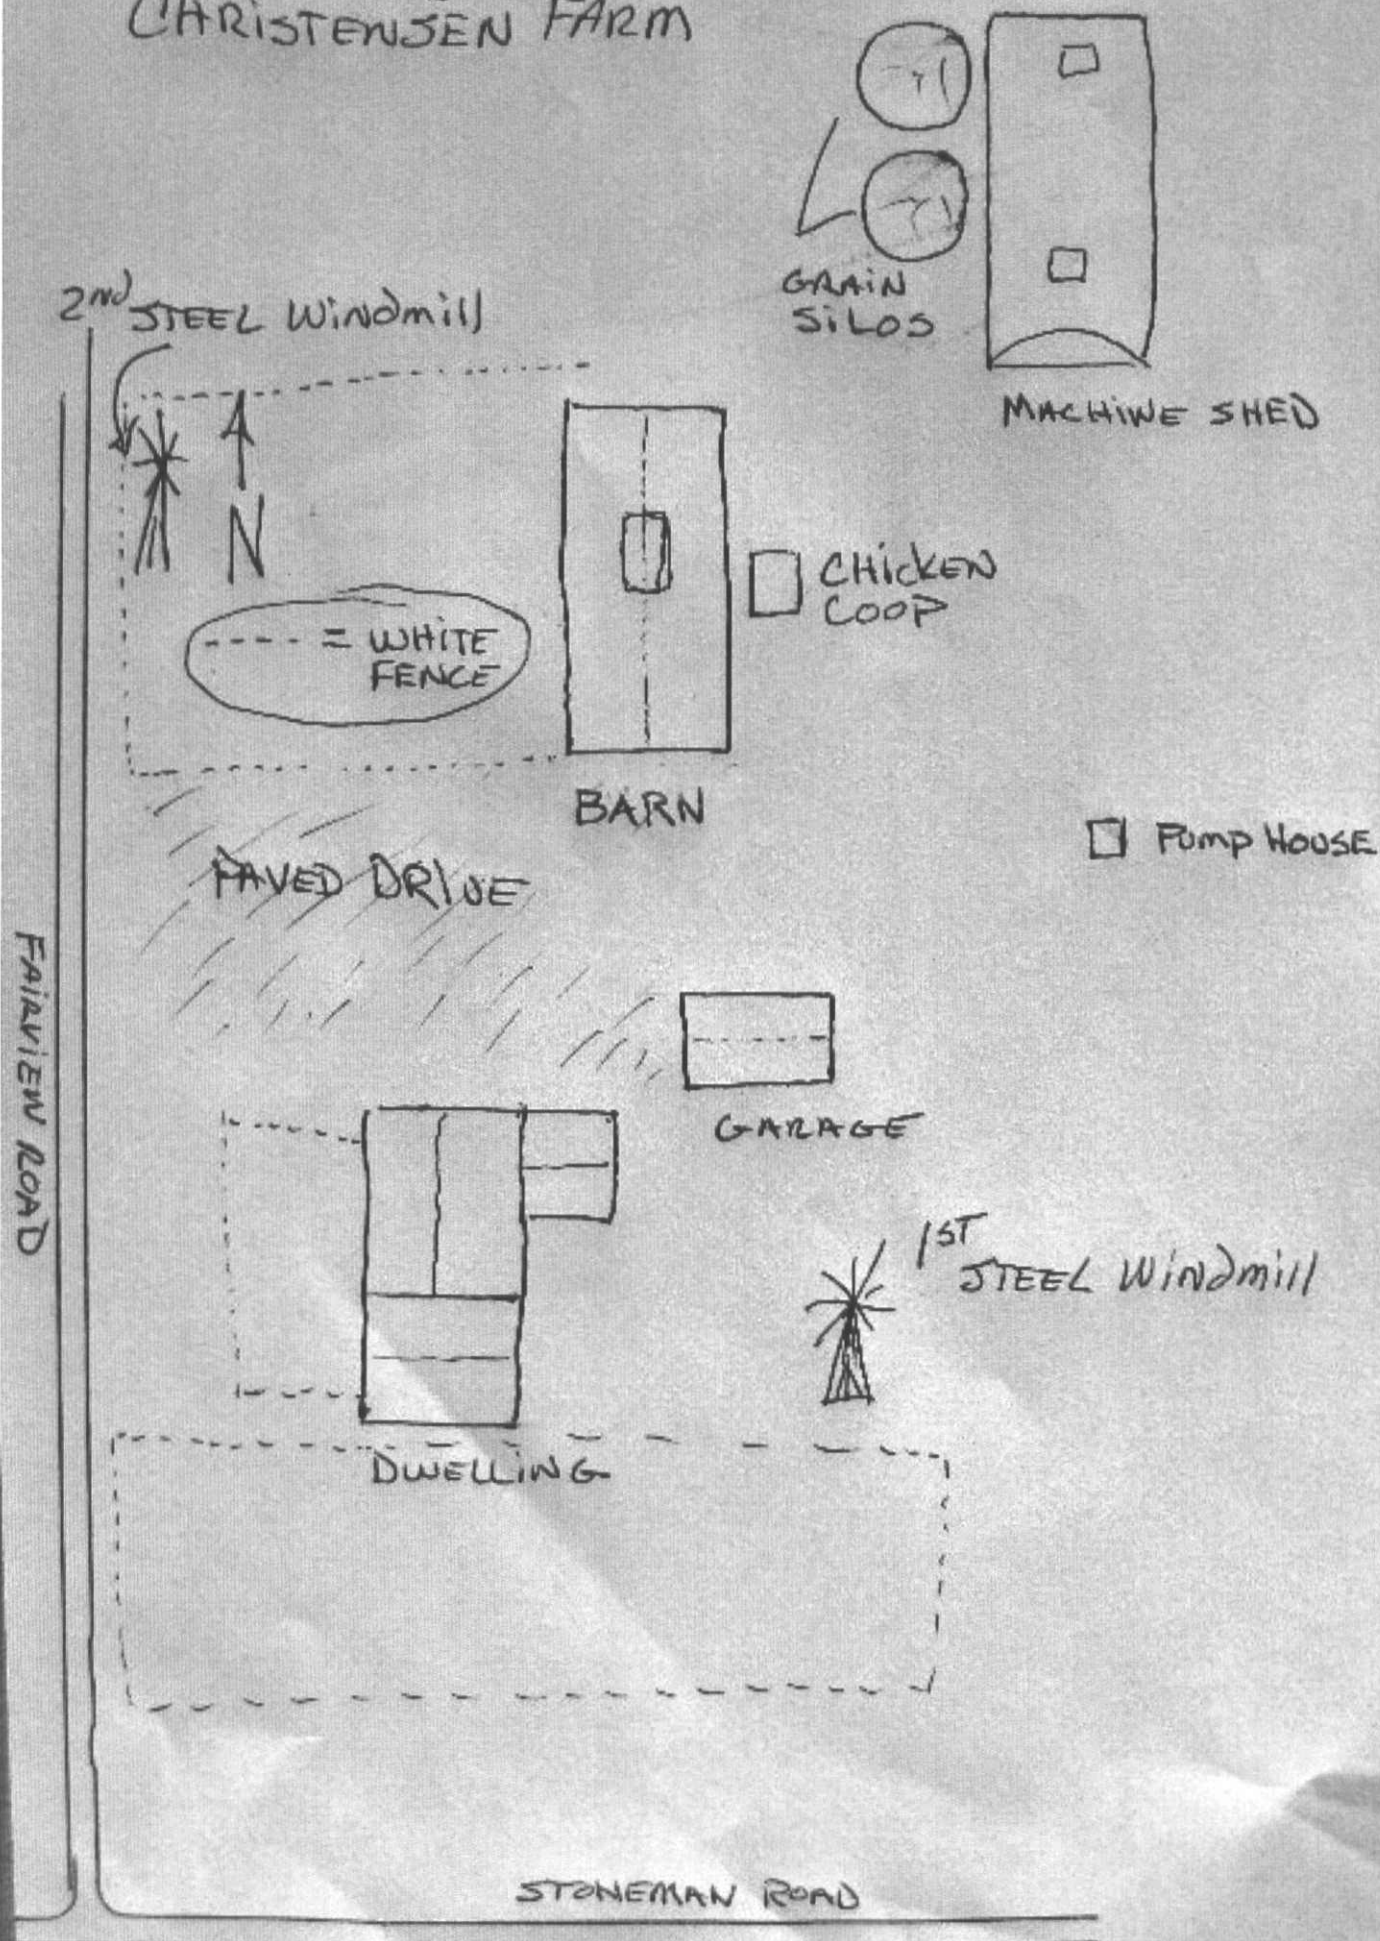 CHRISTENSEN FARM
GRAIN
SILOS
2nd STEEL Windmill
MACHINE SHED
N
CHICKEN
COOP
= WHITE
FENCE
BARN
PUMP HOUSE
PAVED DRIVE
FAIRVIEW ROAD
GARAGE
1ST
STEEL Windmill
DWELLING
STONEMAN ROAD